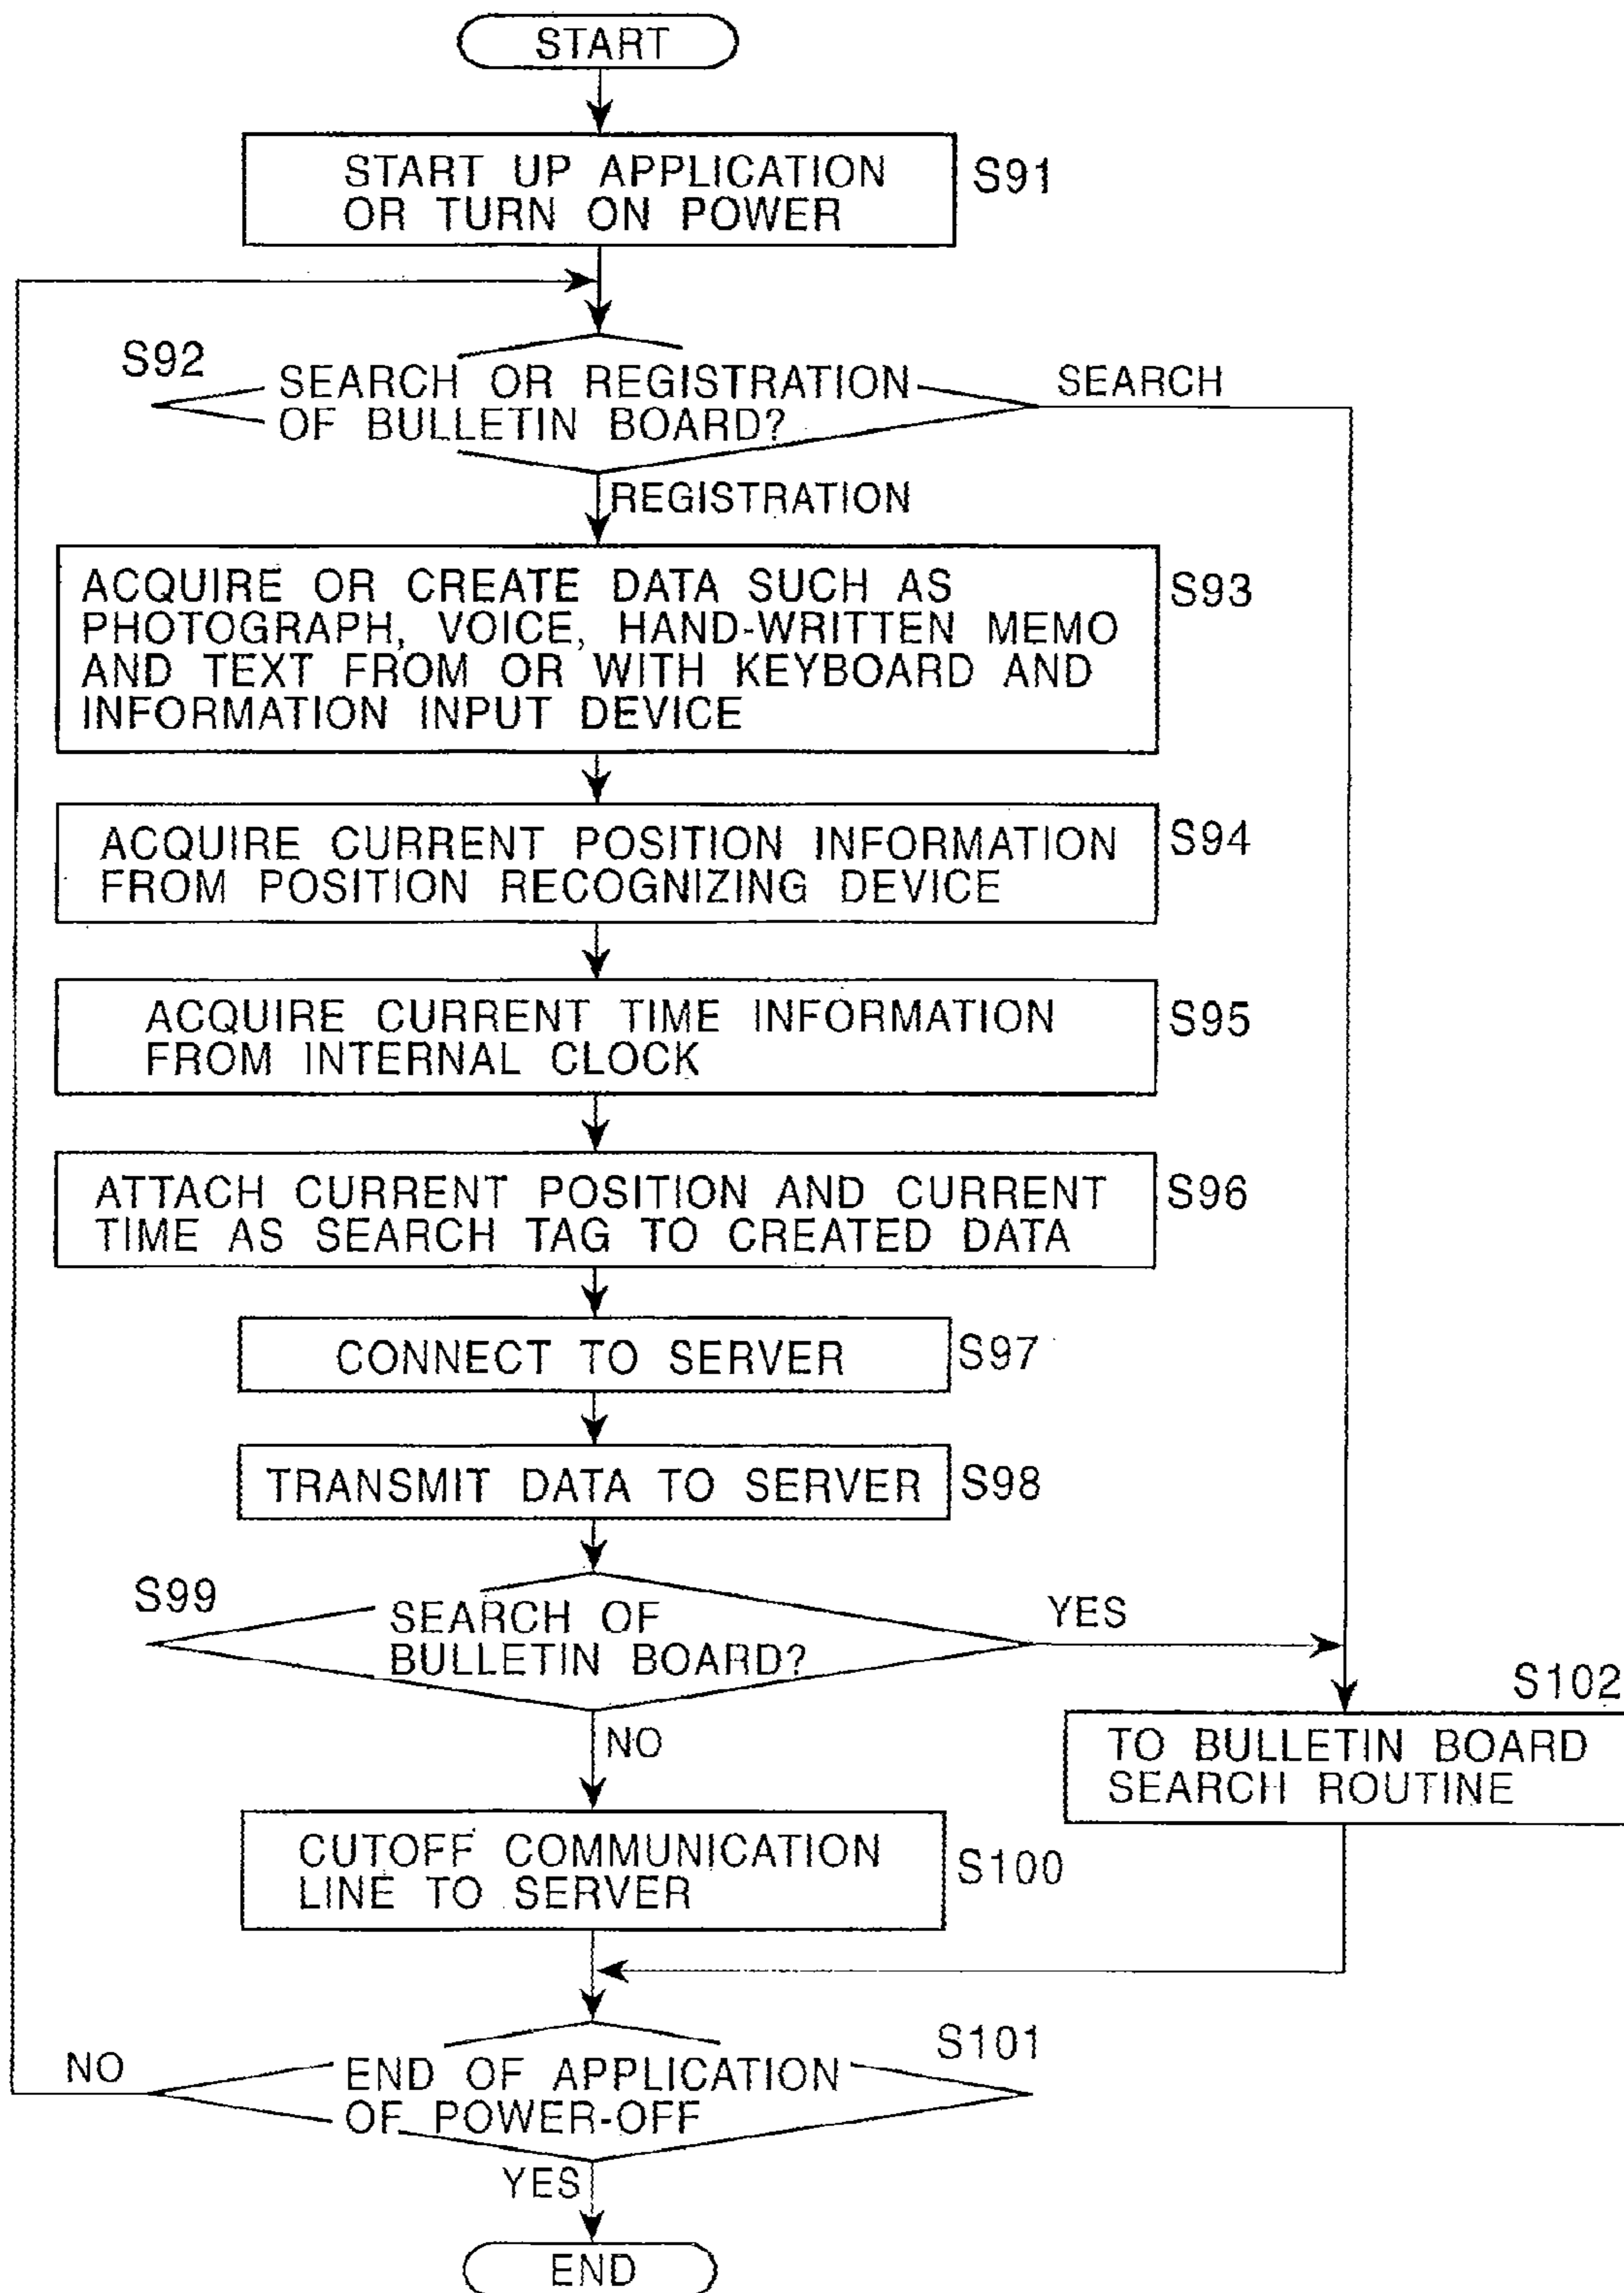 START
START UP APPLICATION
OR TURN ON POWER
S91
S92
SEARCH OR REGISTRATION
OF BULLETIN BOARD?
SEARCH
REGISTRATION
ACQUIRE OR CREATE DATA SUCH AS
PHOTOGRAPH, VOICE, HAND-WRITTEN MEMO
AND TEXT FROM OR WITH KEYBOARD AND
INFORMATION INPUT DEVICE
S93
ACQUIRE CURRENT POSITION INFORMATION
FROM POSITION RECOGNIZING DEVICE
S94
ACQUIRE CURRENT TIME INFORMATION
FROM INTERNAL CLOCK
S95
ATTACH CURRENT POSITION AND CURRENT
TIME AS SEARCH TAG TO CREATED DATA
S96
CONNECT TO SERVER
S97
TRANSMIT DATA TO SERVER
S98
S99
SEARCH OF
BULLETIN BOARD?
YES
NO
S102
TO BULLETIN BOARD
SEARCH ROUTINE
CUTOFF COMMUNICATION
LINE TO SERVER
S100
S101
NO
END OF APPLICATION
OF POWER-OFF
YES
END